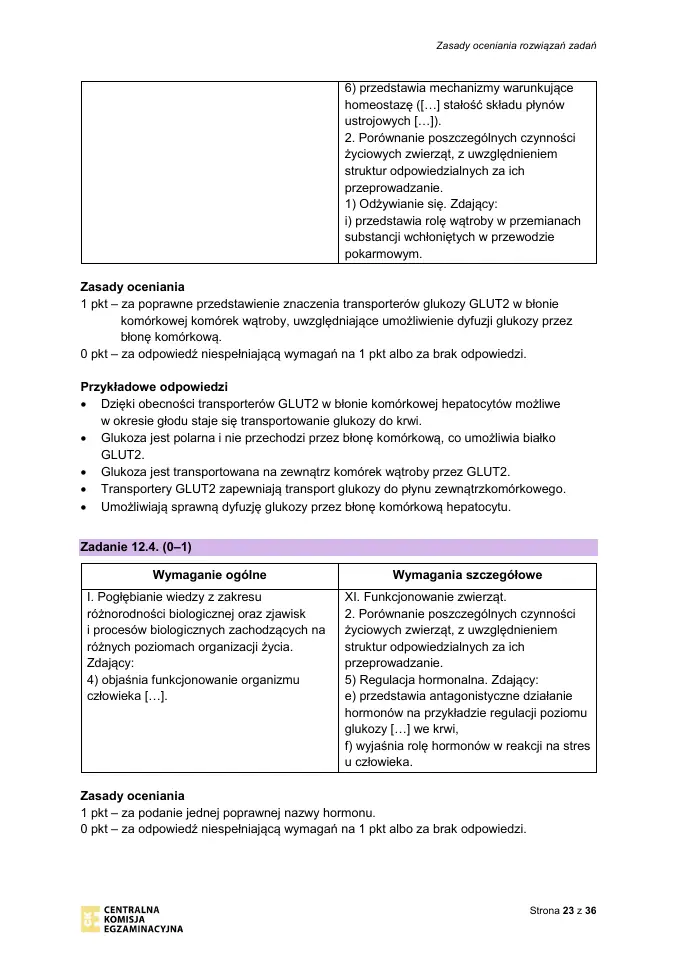 Zasady oceniania rozwiązań zadań
6) przedstawia mechanizmy warunkujące
homeostazę ([…] stałość składu płynów
ustrojowych […]).
2. Porównanie poszczególnych czynności
życiowych zwierząt, z uwzględnieniem
struktur odpowiedzialnych za ich
przeprowadzanie.
1) Odżywianie się. Zdający:
i) przedstawia rolę wątroby w przemianach
substancji wchłoniętych w przewodzie
pokarmowym.
Zasady oceniania
1 pkt – za poprawne przedstawienie znaczenia transporterów glukozy GLUT2 w błonie
komórkowej komórek wątroby, uwzględniające umożliwienie dyfuzji glukozy przez
błonę komórkową.
0 pkt – za odpowiedź niespełniającą wymagań na 1 pkt albo za brak odpowiedzi.
Przykładowe odpowiedzi
• Dzięki obecności transporterów GLUT2 w błonie komórkowej hepatocytów możliwe
w okresie głodu staje się transportowanie glukozy do krwi.
• Glukoza jest polarna i nie przechodzi przez błonę komórkową, co umożliwia białko
GLUT2.
• Glukoza jest transportowana na zewnątrz komórek wątroby przez GLUT2.
• Transportery GLUT2 zapewniają transport glukozy do płynu zewnątrzkomórkowego.
• Umożliwiają sprawną dyfuzję glukozy przez błonę komórkową hepatocytu.
Zadanie 12.4. (0–1)
Wymaganie ogólne
I. Pogłębianie wiedzy z zakresu
różnorodności biologicznej oraz zjawisk
i procesów biologicznych zachodzących na
różnych poziomach organizacji życia.
Zdający:
4) objaśnia funkcjonowanie organizmu
człowieka […].
Wymagania szczegółowe
XI. Funkcjonowanie zwierząt.
2. Porównanie poszczególnych czynności
życiowych zwierząt, z uwzględnieniem
struktur odpowiedzialnych za ich
przeprowadzanie.
5) Regulacja hormonalna. Zdający:
e) przedstawia antagonistyczne działanie
hormonów na przykładzie regulacji poziomu
glukozy […] we krwi,
f) wyjaśnia rolę hormonów w reakcji na stres
u człowieka.
Zasady oceniania
1 pkt – za podanie jednej poprawnej nazwy hormonu.
0 pkt – za odpowiedź niespełniającą wymagań na 1 pkt albo za brak odpowiedzi.
CKE
CENTRALNA
KOMISJA
EGZAMINACYJNA
Strona 23 z 36